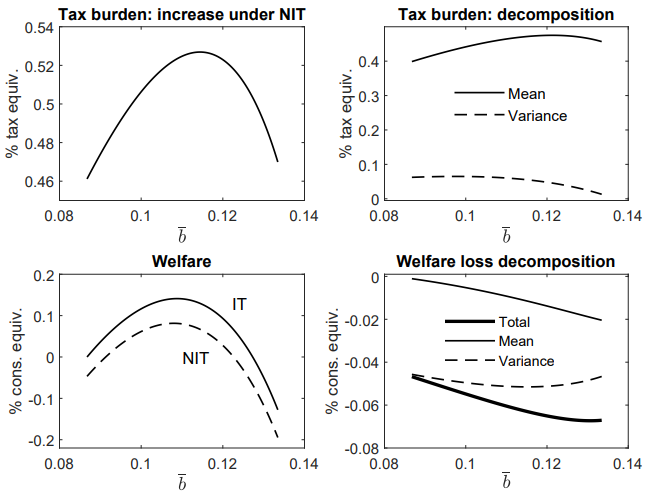 Tax burden: increase under NIT
% tax equiv.
0.54
0.52
0.5
0.48
0.46
0.08 0.1 0.12 0.14
b̅
Tax burden: decomposition
% tax equiv.
0.4
0.3
0.2
0.1
0
Mean
Variance
0.08 0.1 0.12 0.14
b̅
Welfare
% cons. equiv.
0.2
0.1
0
-0.1
-0.2
IT
NIT
0.08 0.1 0.12 0.14
b̅
Welfare loss decomposition
% cons. equiv.
0
-0.02
-0.04
-0.06
-0.08
Total
Mean
Variance
0.08 0.1 0.12 0.14
b̅